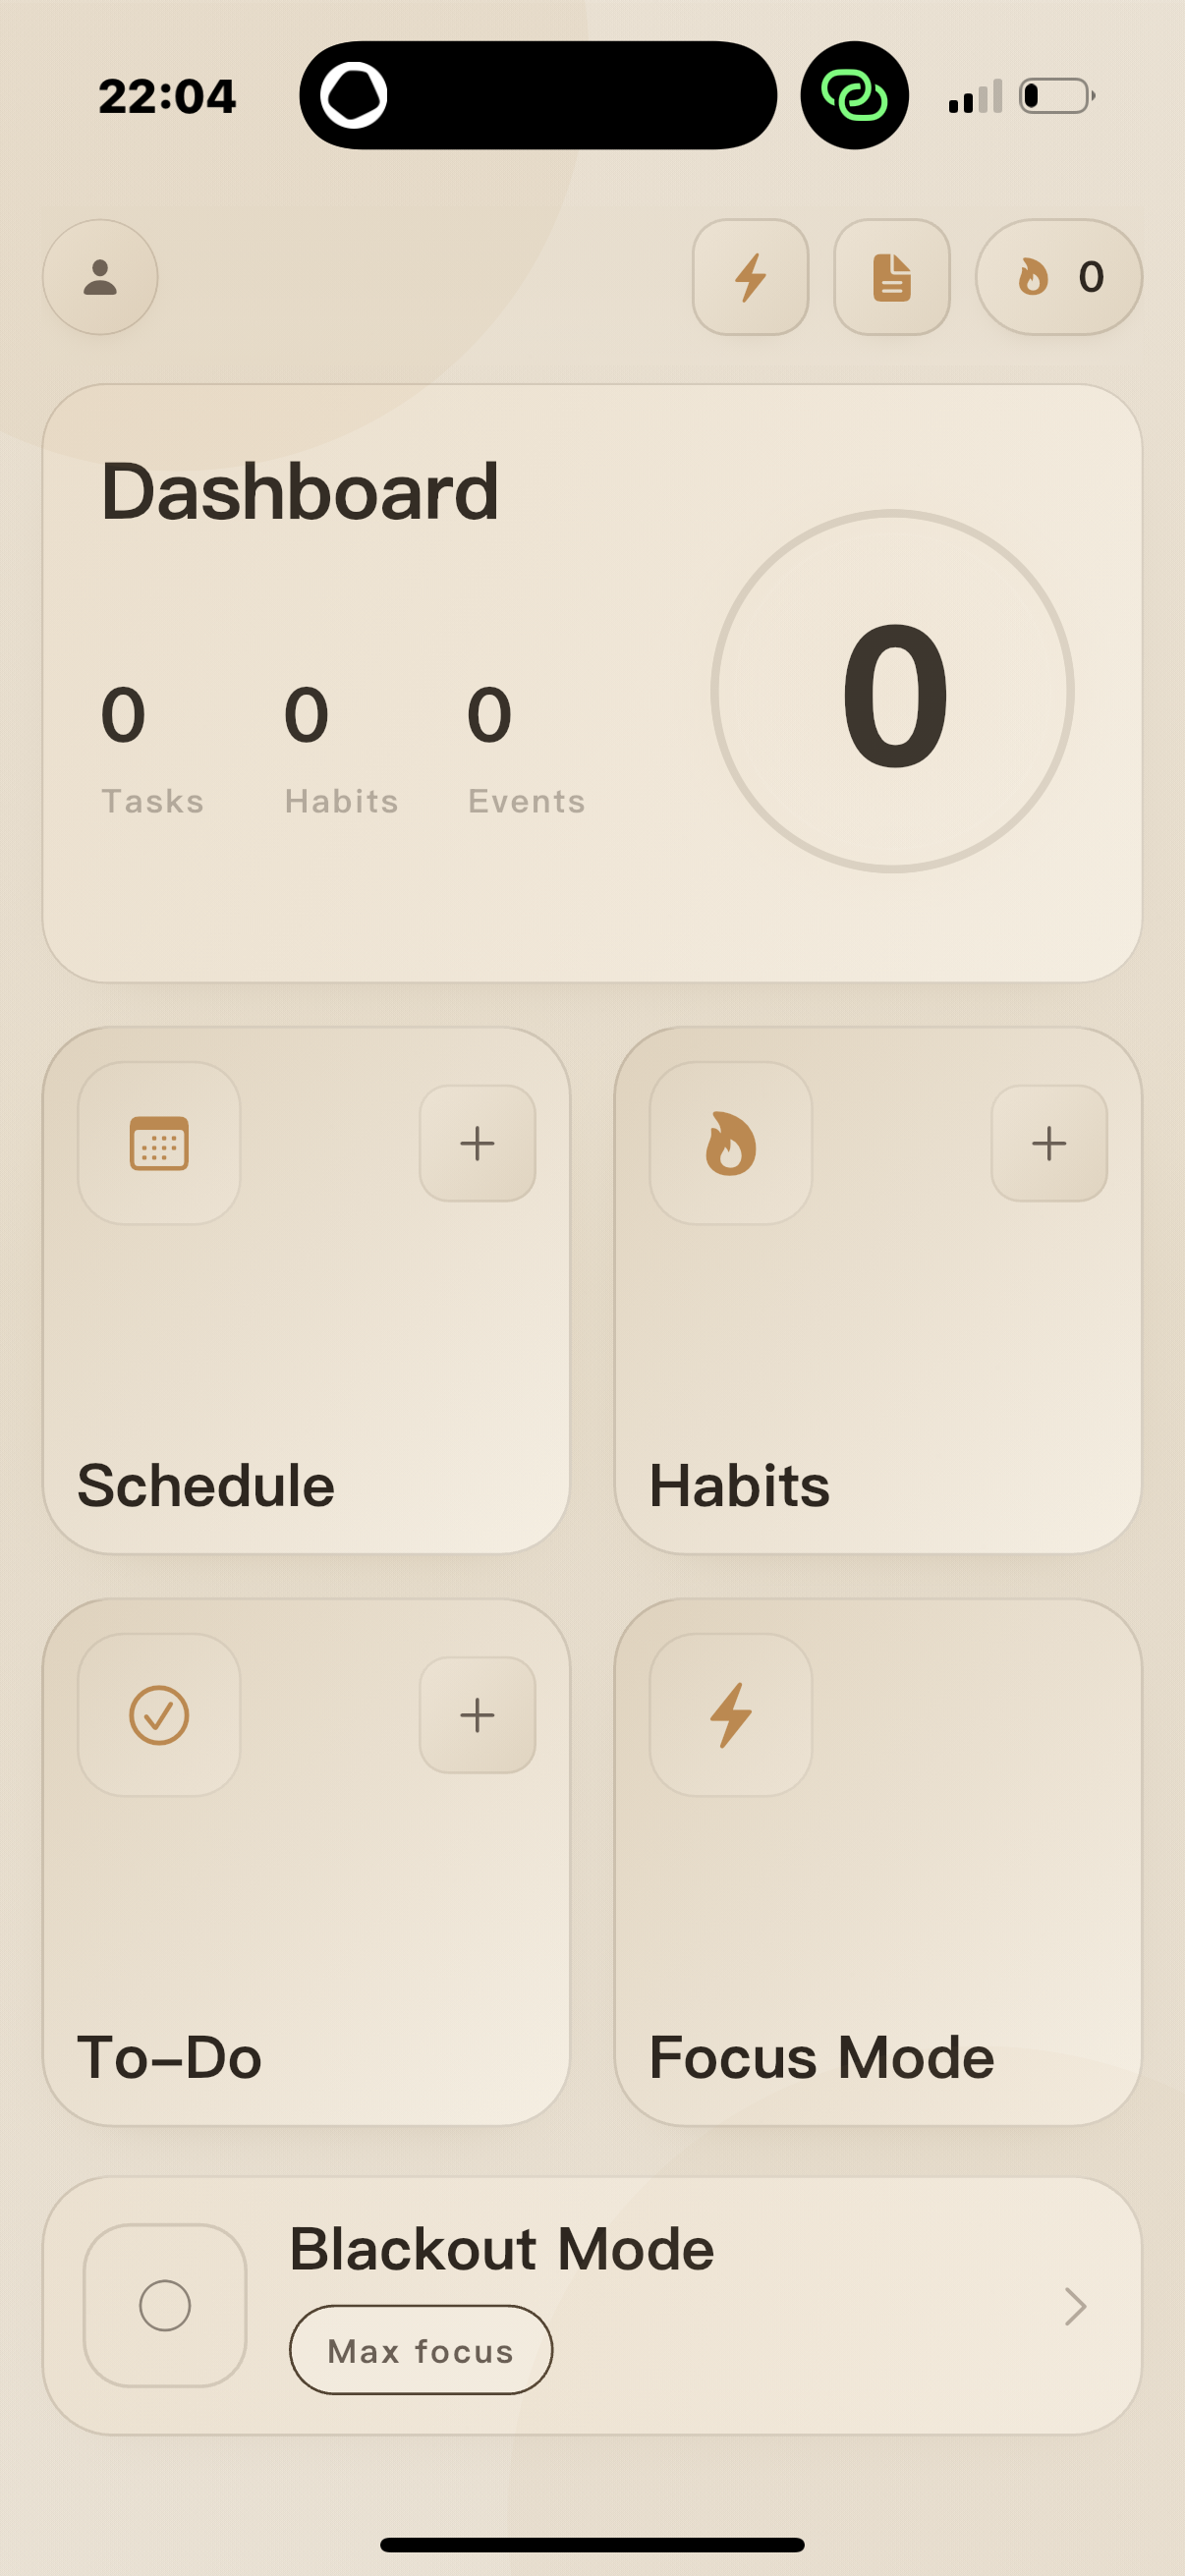 22:04
0
Dashboard
0
0 0 0
Tasks Habits Events
Schedule Habits
To-Do Focus Mode
Blackout Mode
Max focus